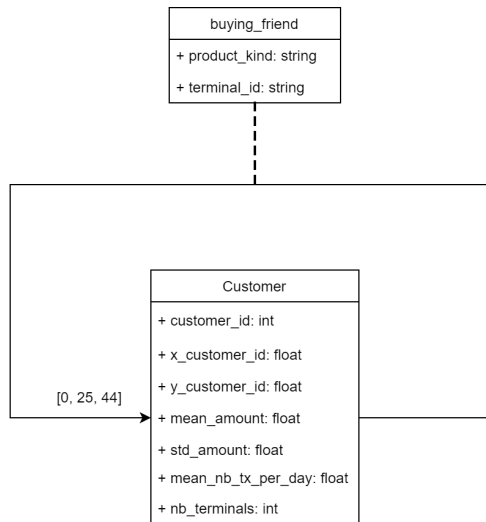 buying_friend
+ product_kind: string
+ terminal_id: string
Customer
+ customer_id: int
+ x_customer_id: float
+ y_customer_id: float
[0, 25, 44]
+ mean_amount: float
+ std_amount: float
+ mean_nb_tx_per_day: float
+ nb_terminals: int